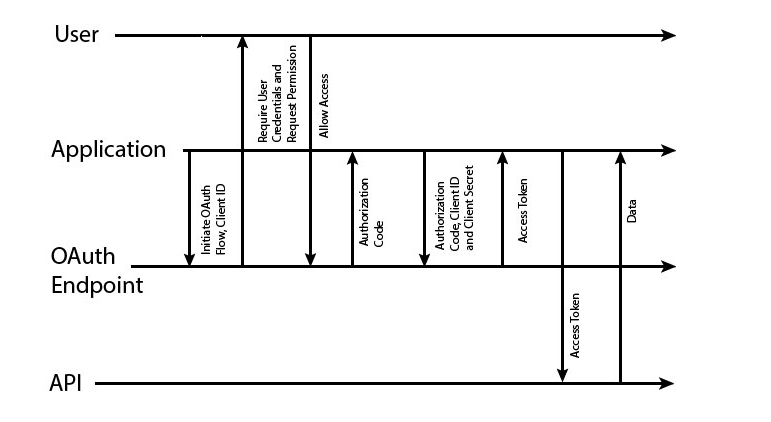 User
Require User
Credentials and
Request Permission
Allow Access
Application
Initiate OAuth
Flow, Client ID
Authorization
Code
Authorization
Code, Client ID
and Client Secret
Access Token
Data
OAuth
Endpoint
Access Token
API